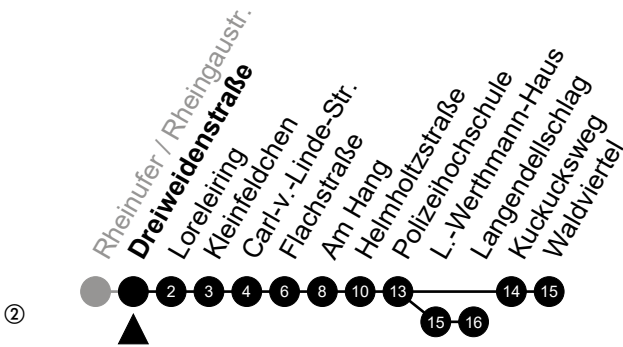 Rheinufer / Rheingaustr.
Dreiweidenstraße
Loreleiring
Kleinfeldchen
Carl-v.-Linde-Str.
Flachstraße
Am Hang
Helmholtzstraße
Polizeihochschule
L.-Werthmann-Haus
Langendellschlag
Kuckucksweg
Waldviertel
2 3 4 6 8 10 13 14 15
② 15 16